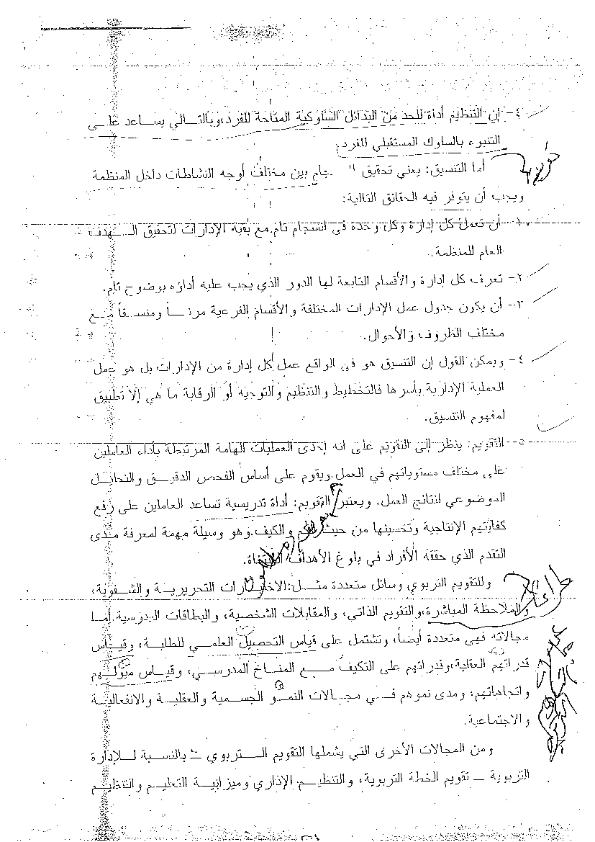 ٤- إن التنظيم أداة للحد من البدائل السلوكية المتاحة للفرد، وبالتالي يساعد على
التنبوء بالسلوك المستقبلي للفرد.
أما التنسيق: يعني تحقيق " جام بين مختلف أوجه النشاطات داخل المنظمة
ويجب أن يتوفر فيه الحقائق التالية:
١- أن تعمل كل إدارة وكل وحدة في انسجام تام مع بقية الإدارات لتحقيق الهدف
العام للمنظمة.
٢- تعرف كل إدارة والأقسام التابعة لها الدور الذي يجب عليه أداؤه بوضوح تام.
٣- أن يكون جدول عمل الإدارات المختلفة والأقسام الفرعية مرناً ومنسقاً مع
مختلف الظروف والأحوال.
٤- ويمكن القول إن التنسيق هو في الواقع عمل كل إدارة من الإدارات بل هو عمل
العملية الإدارية بأسرها فالتخطيط والتنظيم والتوجيه أو الرقابة ما هي إلا تطبيق
لمفهوم التنسيق.
٥- التقويم: ينظر إلى التقويم على انه إحدى العمليات الهامة المرتبطة بأداء العاملين
على مختلف مستوياتهم في العمل ويقوم على أساس الفحص الدقيق والتحليل
الموضوعي لنتائج العمل. ويعتبر التقويم: أداة تدريسية تساعد العاملين على رفع
كفاءتهم الإنتاجية وتحسينها من حيث الكم والكيف وهو وسيلة مهمة لمعرفة مدى
التقدم الذي حققه الأفراد في بلوغ الأهداف
وللتقويم التربوي وسائل متعددة مثل: الاختبارات التحريرية والشفوية،
والملاحظة المباشرة، والتقويم الذاتي، والمقابلات الشخصية، والبطاقات المدرسية أما
مجالاته فهي متعددة أيضاً، وتشتمل على قياس التحصيل العلمي للطلبة، وقياس
قدراتهم العقلية، وقدراتهم على التكيف مع المناخ المدرسي، وقياس ميولهم
واتجاهاتهم، ومدى نموهم في مجالات النمو الجسمية والعقلية والانفعالية
والاجتماعية.
ومن المجالات الأخرى التي يشملها التقويم التربوي – بالنسبة للإدارة
التربوية – تقويم الخطة التربوية، والتنظيم الإداري وميزانية التعليم والتنظيم